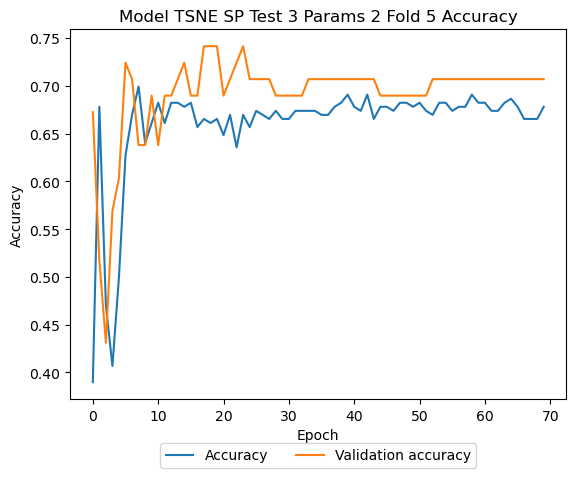 Model TSNE SP Test 3 Params 2 Fold 5 Accuracy
0.75
0.70
0.65
0.60
0.55
0.50
0.45
0.40
Accuracy
0 10 20 30 40 50 60 70
Epoch
Accuracy Validation accuracy